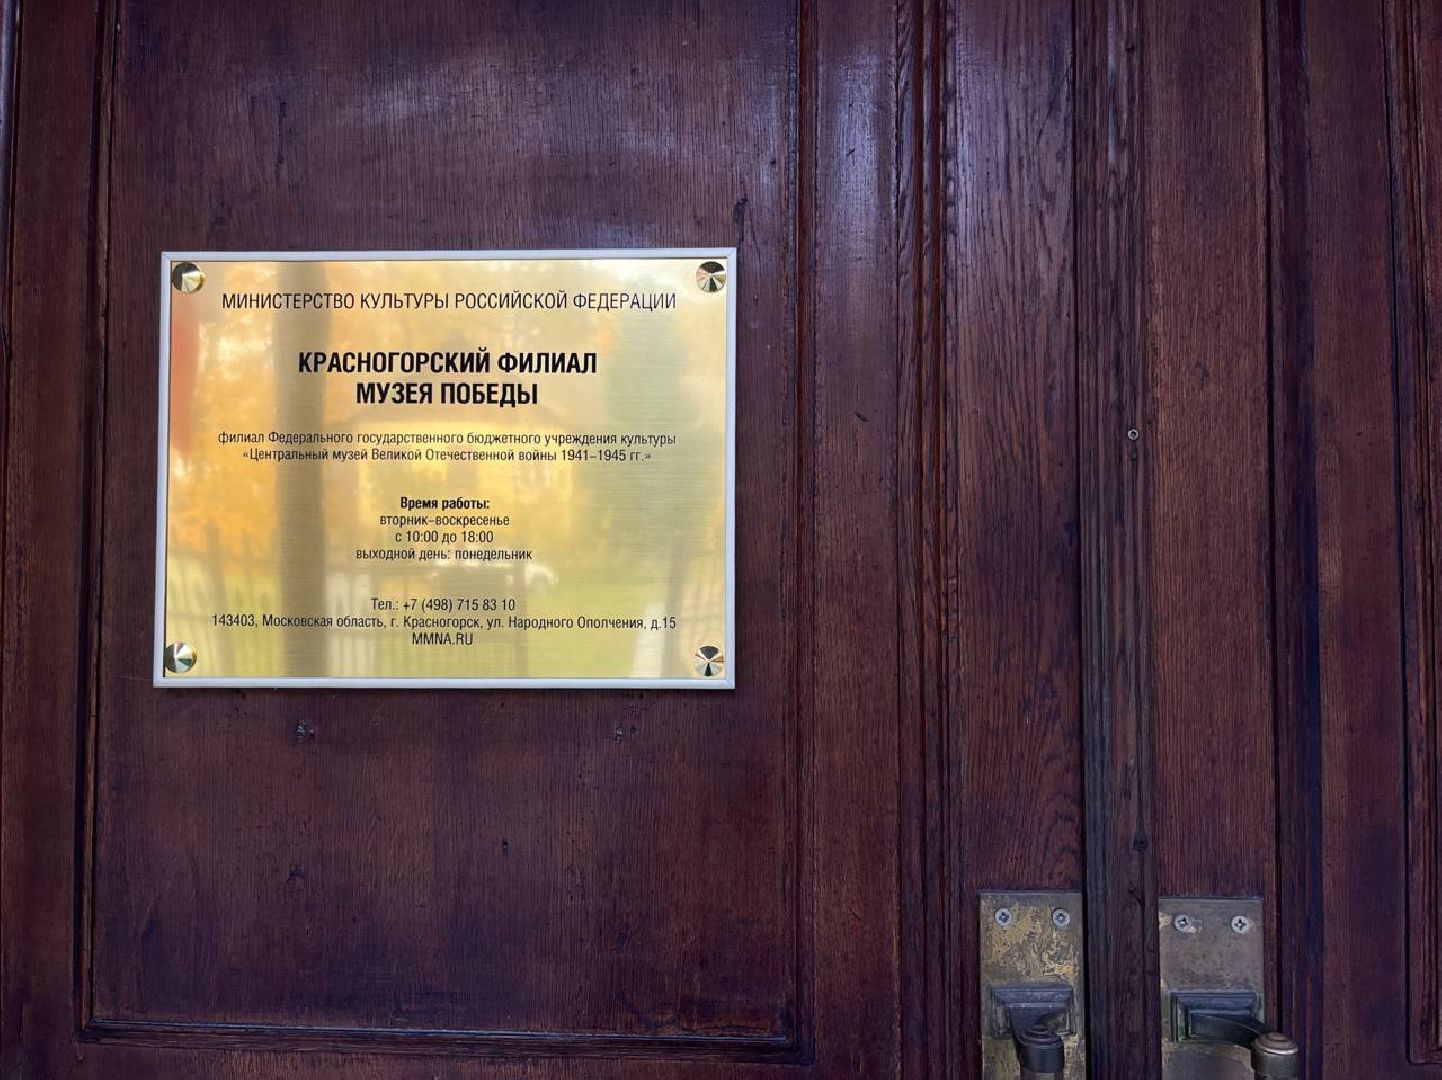 МИНИСТЕРСТВО КУЛЬТУРЫ РОССИЙСКОЙ ФЕДЕРАЦИИ
КРАСНОГОРСКИЙ ФИЛИАЛ
МУЗЕЯ ПОБЕДЫ
филиал Федерального государственного бюджетного учреждения культуры
«Центральный музей Великой Отечественной войны 1941–1945 гг.»
Время работы:
вторник–воскресенье
с 10:00 до 18:00
выходной день: понедельник
Тел.: +7 (498) 715 83 10
143403, Московская область, г. Красногорск, ул. Народного Ополчения, д.15
MMNA.RU